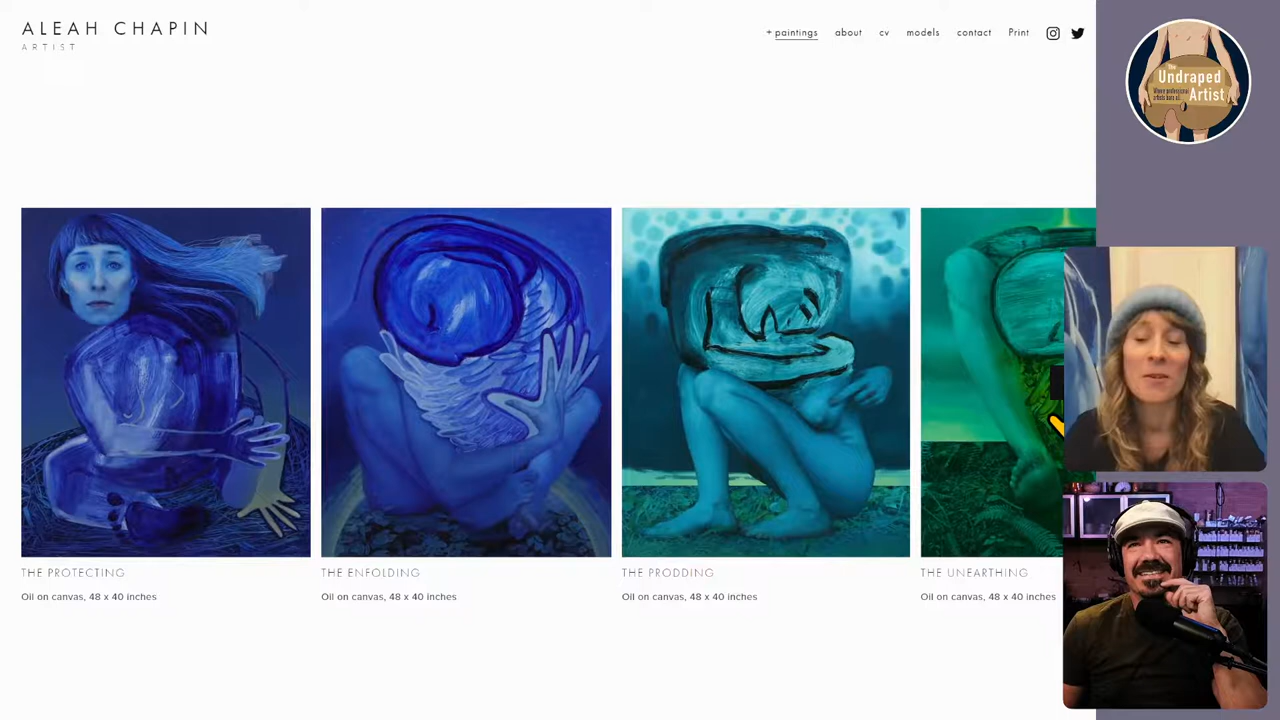 ALEAH CHAPIN
ARTIST
+ paintings about cv models contact Print
The
Undraped
Artist
THE PROTECTING
Oil on canvas, 48 x 40 inches
THE ENFOLDING
Oil on canvas, 48 x 40 inches
THE PRODDING
Oil on canvas, 48 x 40 inches
THE UNEARTHING
Oil on canvas, 48 x 40 inches